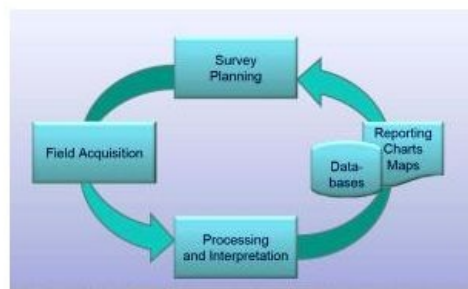 Survey
Planning
Field Acquisition
Reporting
Charts
Maps
Data-
bases
Processing
and Interpretation